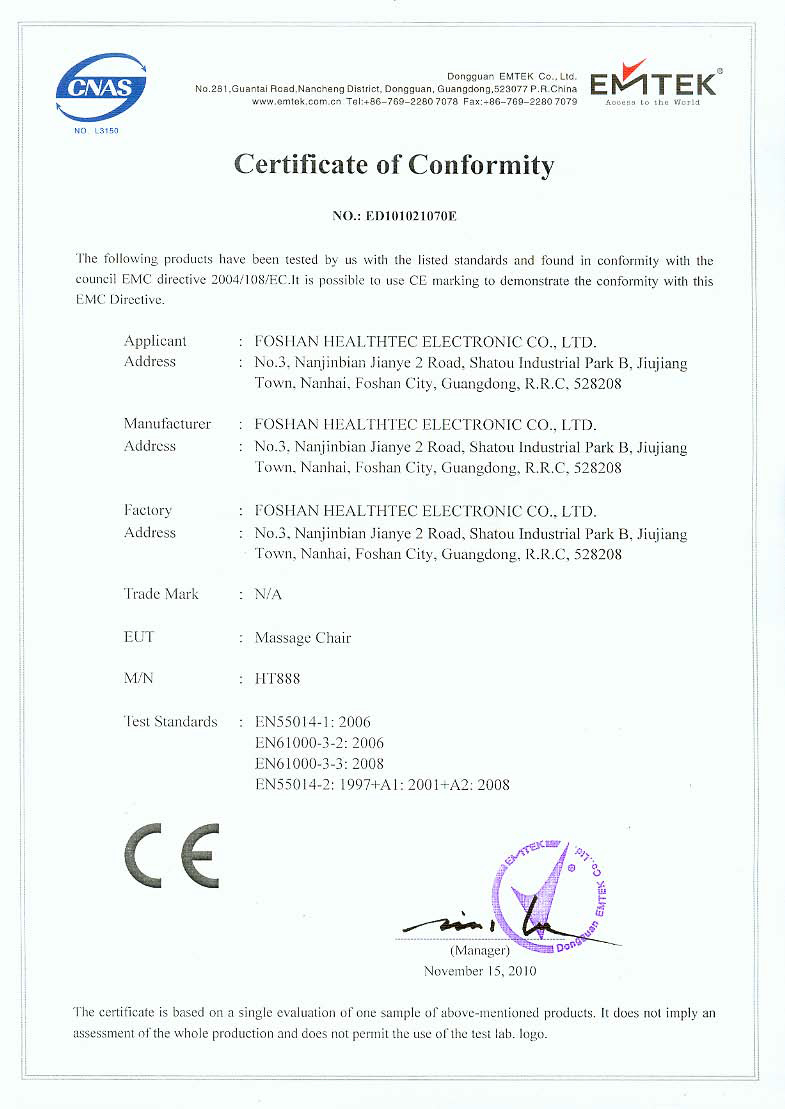 CNAS
NO. L3150
Dongguan EMTEK Co., Ltd.
No.281,Guantai Road,Nancheng District, Dongguan, Guangdong,523077 P.R.China
www.emtek.com.cn Tel:+86-769-2280 7078 Fax:+86-769-2280 7079
EMTEK®
Access to the World
Certificate of Conformity
NO.: ED101021070E
The following products have been tested by us with the listed standards and found in conformity with the
council EMC directive 2004/108/EC.It is possible to use CE marking to demonstrate the conformity with this
EMC Directive.
Applicant : FOSHAN HEALTHTEC ELECTRONIC CO., LTD.
Address : No.3, Nanjinbian Jianye 2 Road, Shatou Industrial Park B, Jiujiang
Town, Nanhai, Foshan City, Guangdong, R.R.C, 528208
Manufacturer : FOSHAN HEALTHTEC ELECTRONIC CO., LTD.
Address : No.3, Nanjinbian Jianye 2 Road, Shatou Industrial Park B, Jiujiang
Town, Nanhai, Foshan City, Guangdong, R.R.C, 528208
Factory : FOSHAN HEALTHTEC ELECTRONIC CO., LTD.
Address : No.3, Nanjinbian Jianye 2 Road, Shatou Industrial Park B, Jiujiang
Town, Nanhai, Foshan City, Guangdong, R.R.C, 528208
Trade Mark : N/A
EUT : Massage Chair
M/N : HT888
Test Standards : EN55014-1: 2006
EN61000-3-2: 2006
EN61000-3-3: 2008
EN55014-2: 1997+A1: 2001+A2: 2008
CE
EMTEK
®
Dongguan EMTEK Co., Ltd.
(Manager)
November 15, 2010
The certificate is based on a single evaluation of one sample of above-mentioned products. It does not imply an
assessment of the whole production and does not permit the use of the test lab. logo.